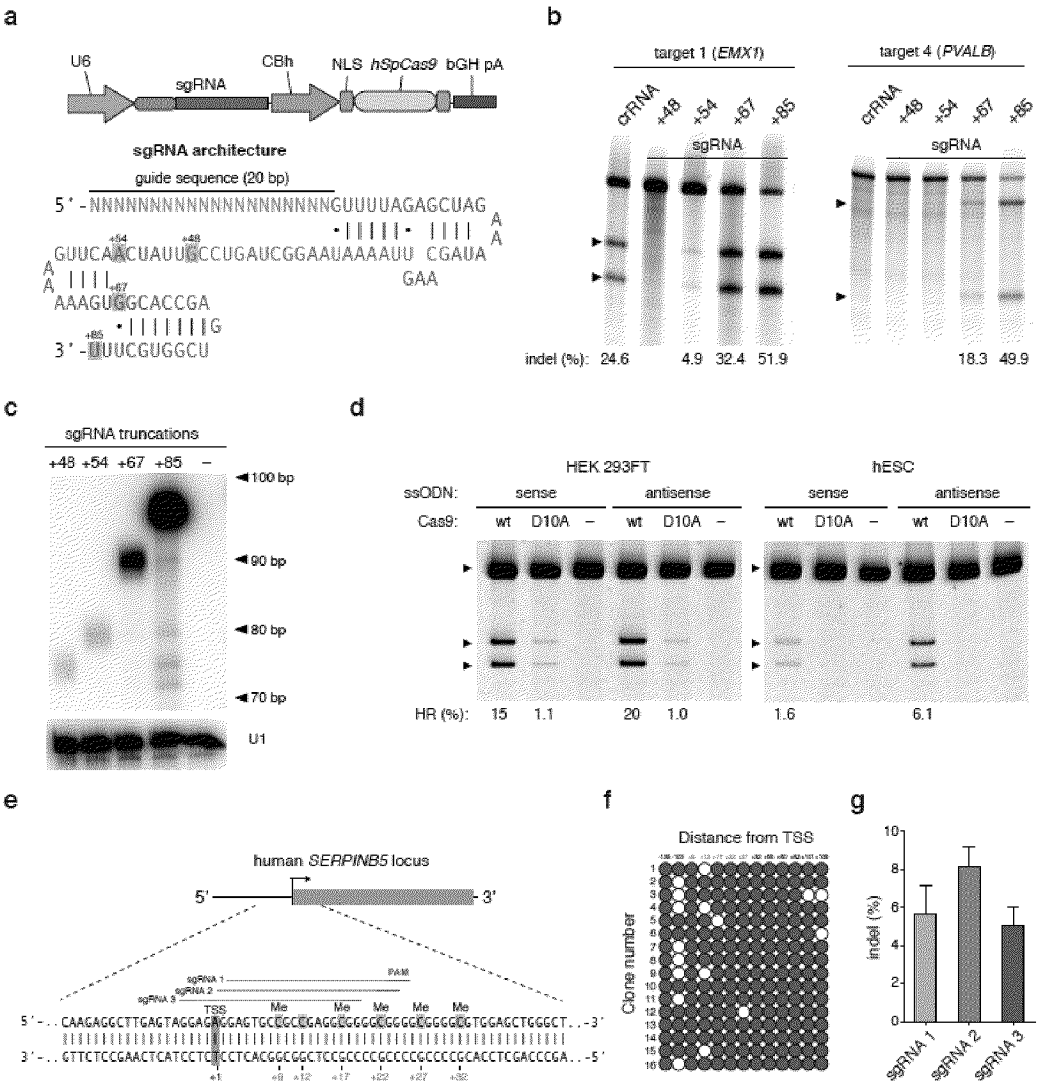 a
U6
sgRNA
CBh
NLS hSpCas9 bGH pA
sgRNA architecture
guide sequence (20 bp)
5' -NNNNNNNNNNNNNNNNNNNNGUUUUAGAGCUAG
A
A
+54
+48
GUUCAACUAUUGCCUGAUCGGAAUAAAAUU CGAUA
GAA
A
A
+67
AAAGUGGCACCGA
G
+85
3' -UUUCGUGGCU
b
target 1 (EMX1)
crRNA +48 +54 +67 +85
sgRNA
target 4 (PVALB)
crRNA +48 +54 +67 +85
sgRNA
indel (%): 24.6 4.9 32.4 51.9 18.3 49.9
c
sgRNA truncations
+48 +54 +67 +85 –
100 bp
90 bp
80 bp
70 bp
U1
d
HEK 293FT hESC
ssODN: sense antisense sense antisense
Cas9: wt D10A – wt D10A – wt D10A – wt D10A –
HR (%): 15 1.1 20 1.0 1.6 6.1
e
human SERPINB5 locus
5' 3'
sgRNA 1 PAM
sgRNA 2
sgRNA 3
TSS Me Me Me Me Me
5' -..CAAGAGGCTTGAGTAGGAGAGGAGTGCCGCCGAGGCGGGGCGGGGCGGGGCGTGGAGCTGGGCT..-3'
3' -..GTTCTCCGAACTCATCCTCTCCTCACGGCGGCTCCGCCCCGCCCCGCCCCGCACCTCGACCCGA..-5'
+1 +9 +12 +17 +22 +27 +32
f
Distance from TSS
Clone number
1
2
3
4
5
6
7
8
9
10
11
12
13
14
15
16
g
indel (%)
10
8
6
4
2
0
sgRNA 1
sgRNA 2
sgRNA 3